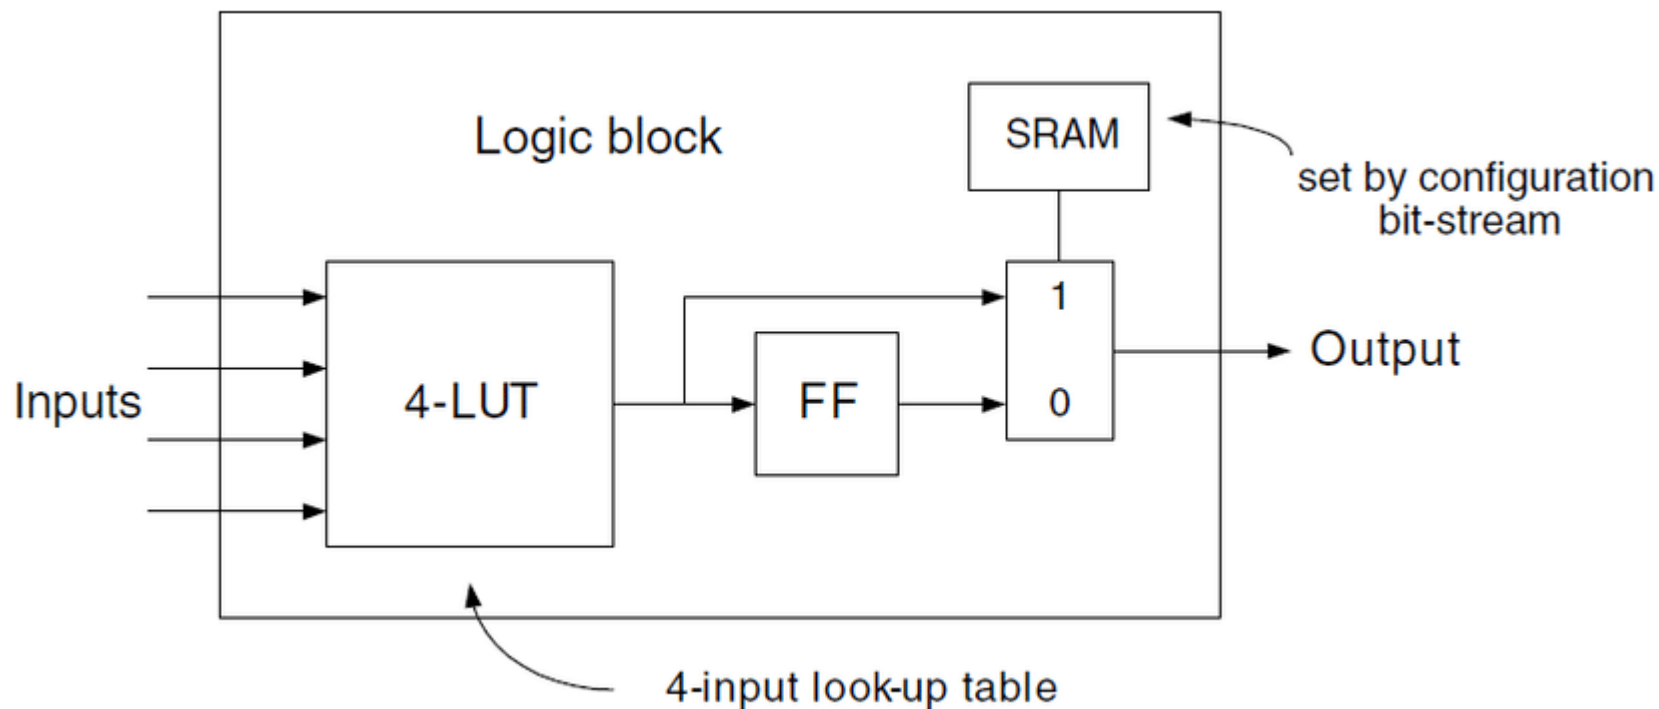 Logic block
SRAM
set by configuration
bit-stream
1
Inputs
4-LUT
FF
0
Output
4-input look-up table